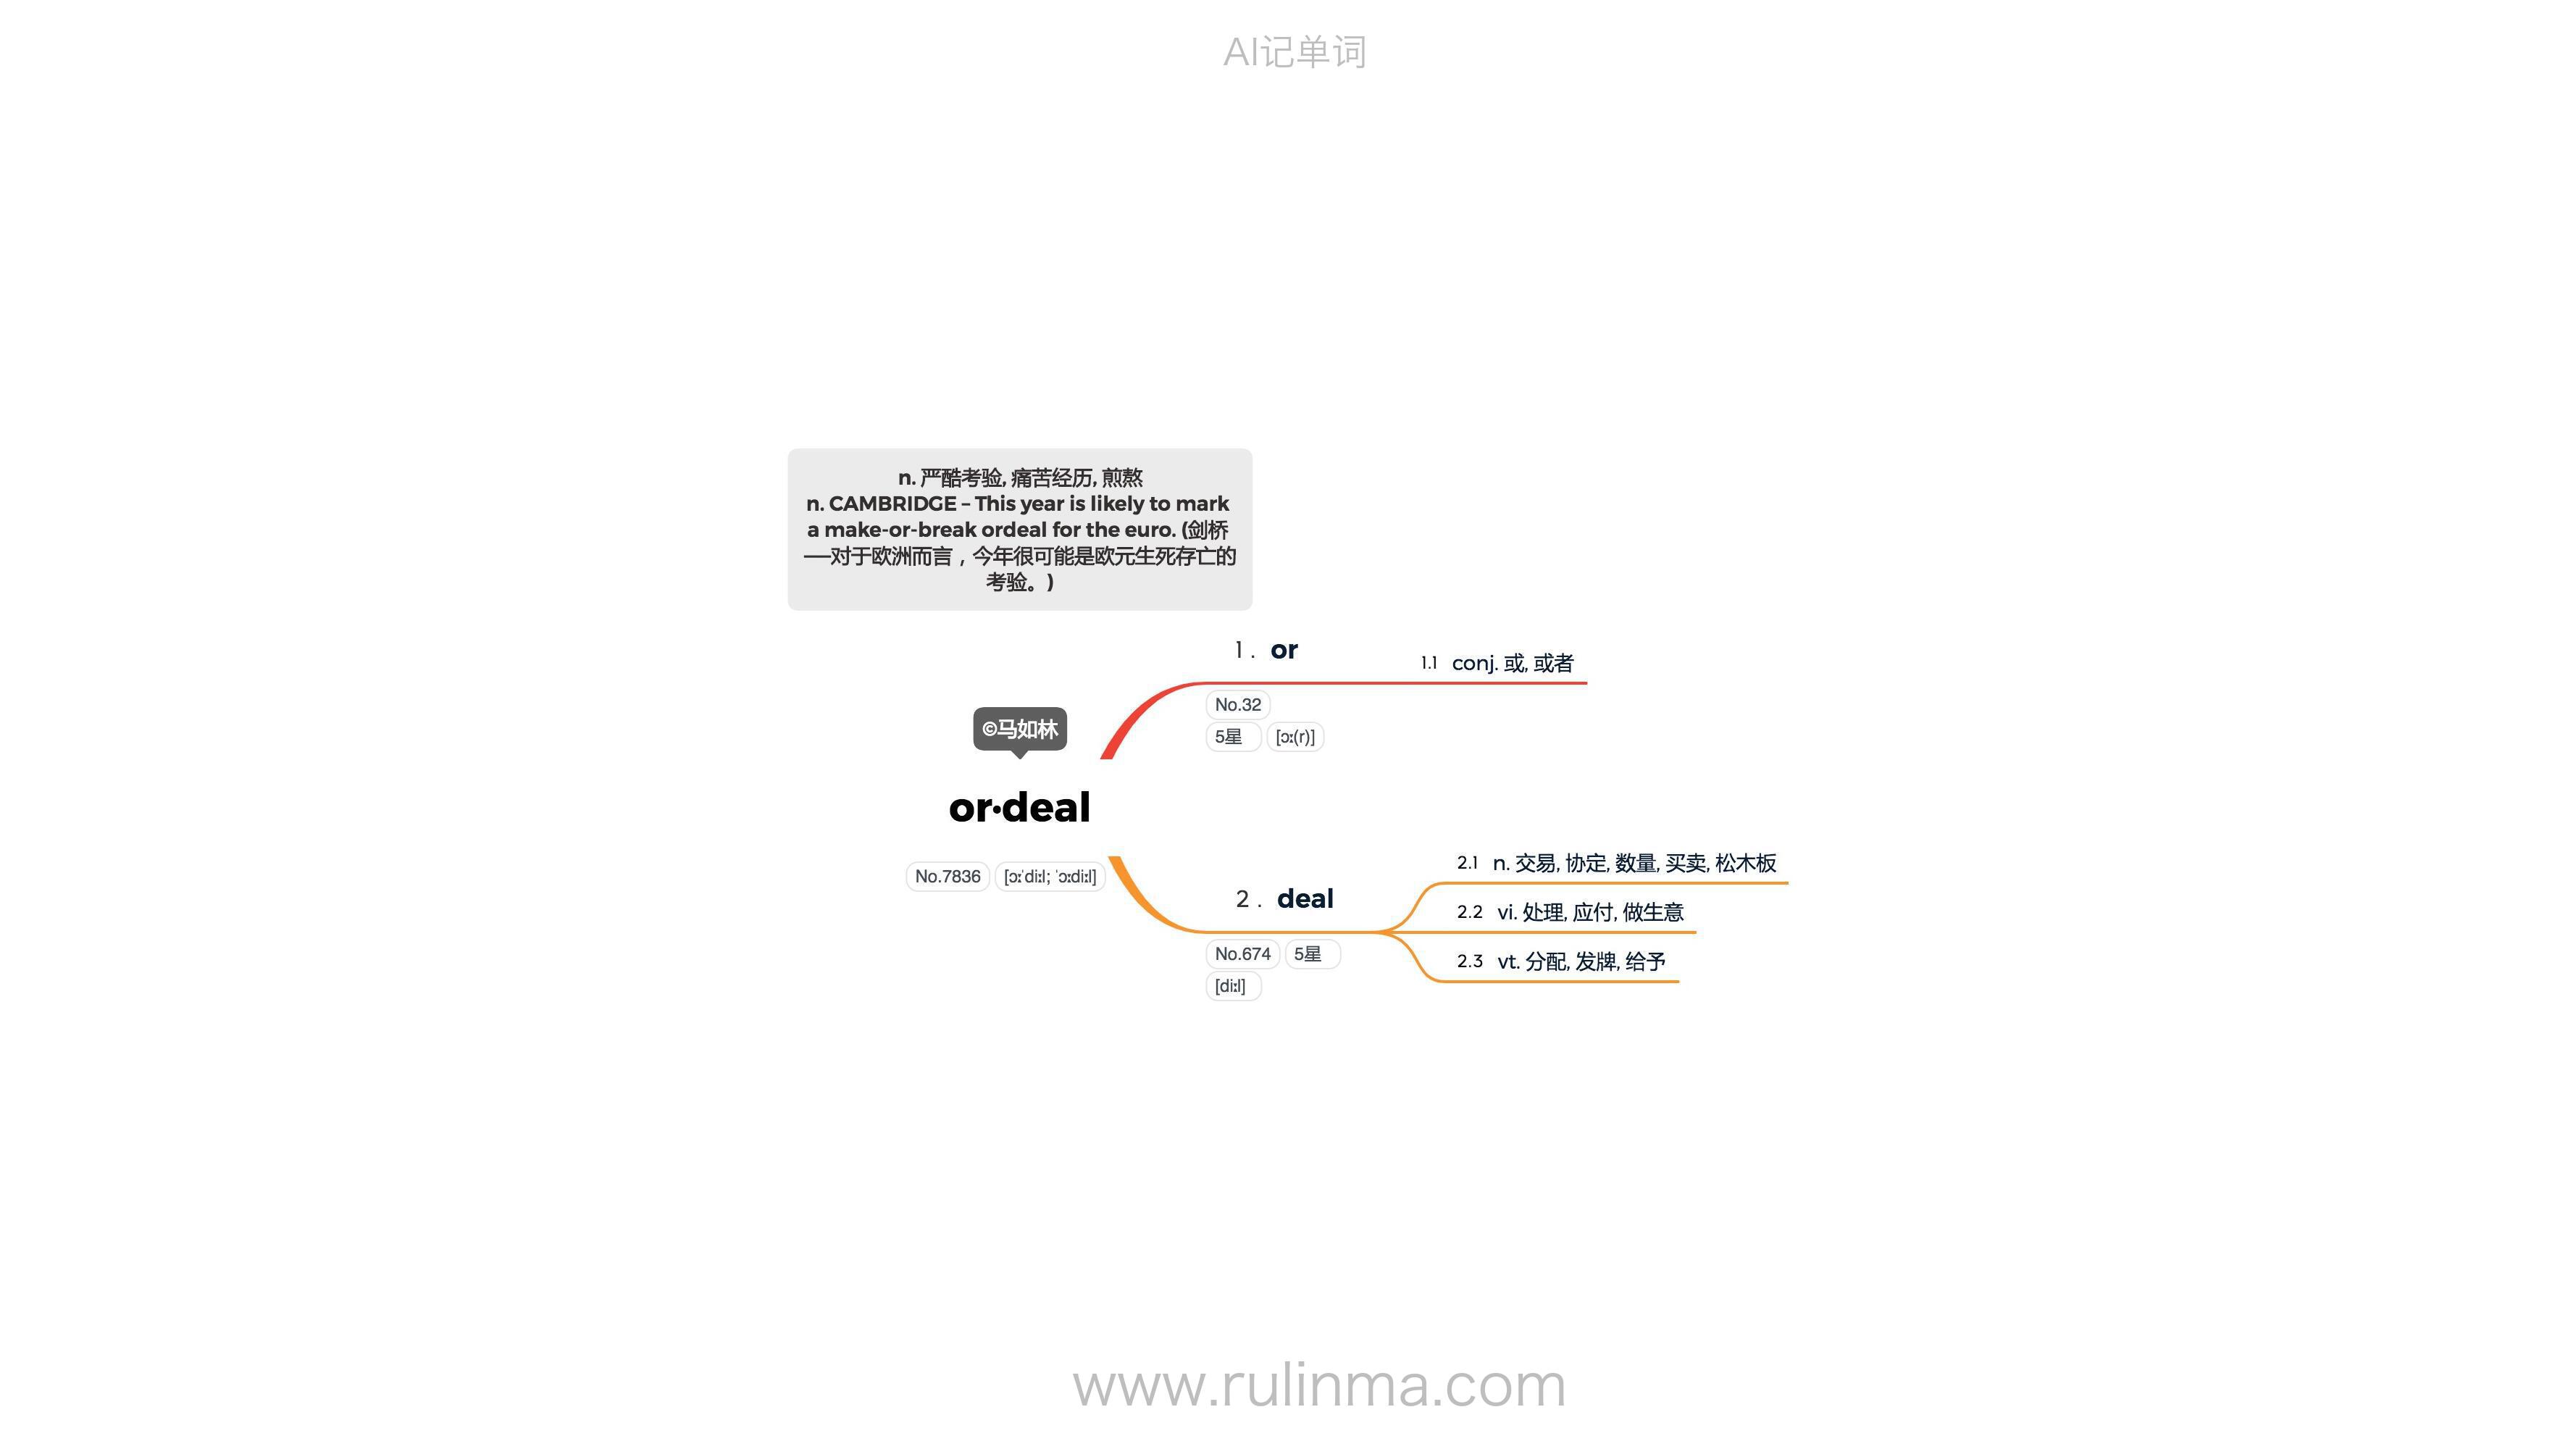 AI记单词
n. 严酷考验, 痛苦经历, 煎熬
n. CAMBRIDGE – This year is likely to mark
a make-or-break ordeal for the euro. (剑桥
——对于欧洲而言，今年很可能是欧元生死存亡的
考验。)
1. or
1.1 conj. 或, 或者
No.32
5星 [ɔː(r)]
©马如林
or·deal
No.7836 [ɔːˈdiːl; ˈɔːdiːl]
2. deal
No.674 5星
[diːl]
2.1 n. 交易, 协定, 数量, 买卖, 松木板
2.2 vi. 处理, 应付, 做生意
2.3 vt. 分配, 发牌, 给予
www.rulinma.com